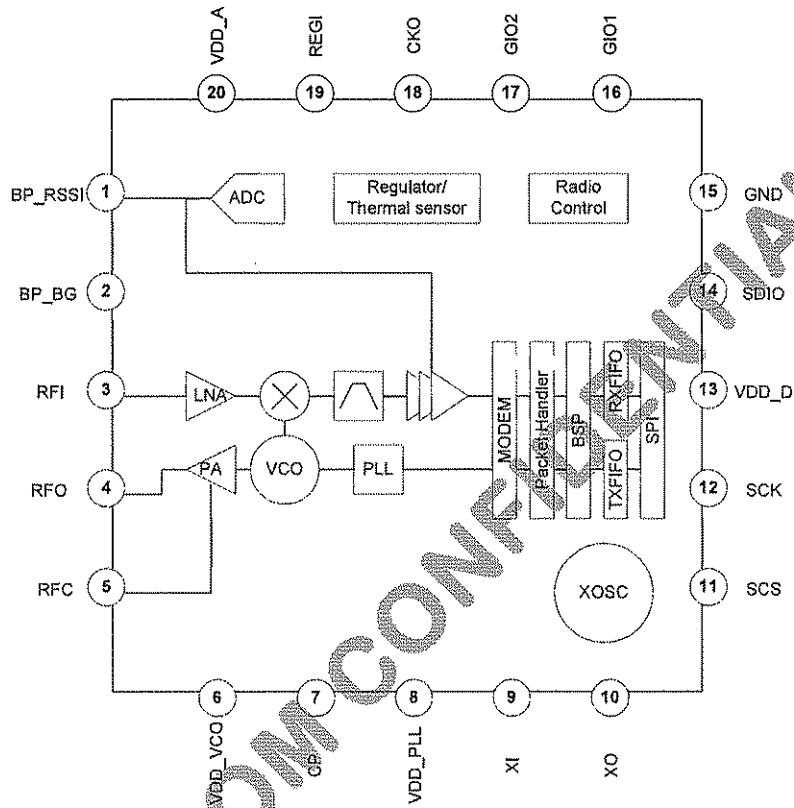 VDD_A
REGI
CKO
GIO2
GIO1
20
19
18
17
16
BP_RSSI
1
ADC
Regulator/
Thermal sensor
Radio
Control
15
GND
BP_BG
2
14
SDIO
RFI
3
LNA
MODEM
Packet Handler
BSP
RXFIFO
TXFIFO
SPI
13
VDD_D
RFO
4
PA
VCO
PLL
12
SCK
RFC
5
XOSC
11
SCS
6
7
8
9
10
VDD_VCO
CP
VDD_PLL
XI
XO
OM CONFIDENTIA